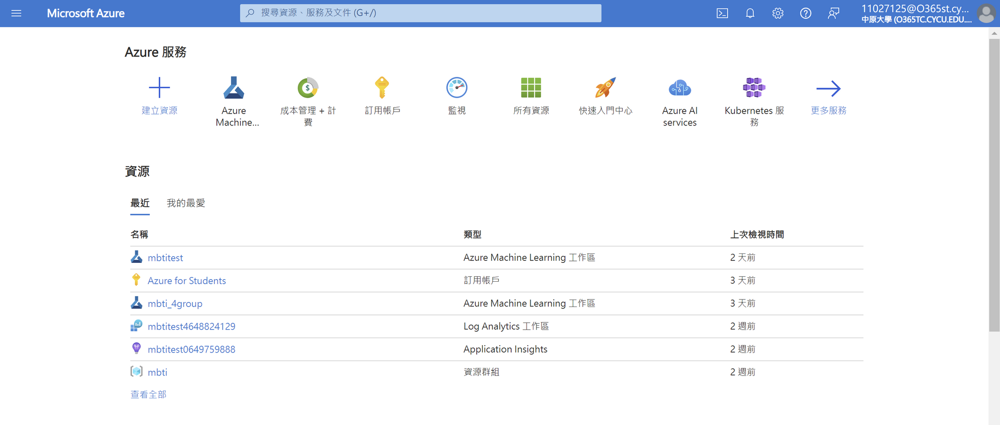 Microsoft Azure
搜尋資源、服務及文件 (G+/)
11027125@O365st.cy...
中原大學 (O365TC.CYCU.EDU....
Azure 服務
建立資源
Azure
Machine...
成本管理 + 計
費
訂用帳戶
監視
所有資源
快速入門中心
Azure AI
services
Kubernetes 服
務
更多服務
資源
最近
我的最愛
名稱
類型
上次檢視時間
mbtitest
Azure Machine Learning 工作區
2 天前
Azure for Students
訂用帳戶
3 天前
mbti_4group
Azure Machine Learning 工作區
3 天前
mbtitest4648824129
Log Analytics 工作區
2 週前
mbtitest0649759888
Application Insights
2 週前
mbti
資源群組
2 週前
查看全部